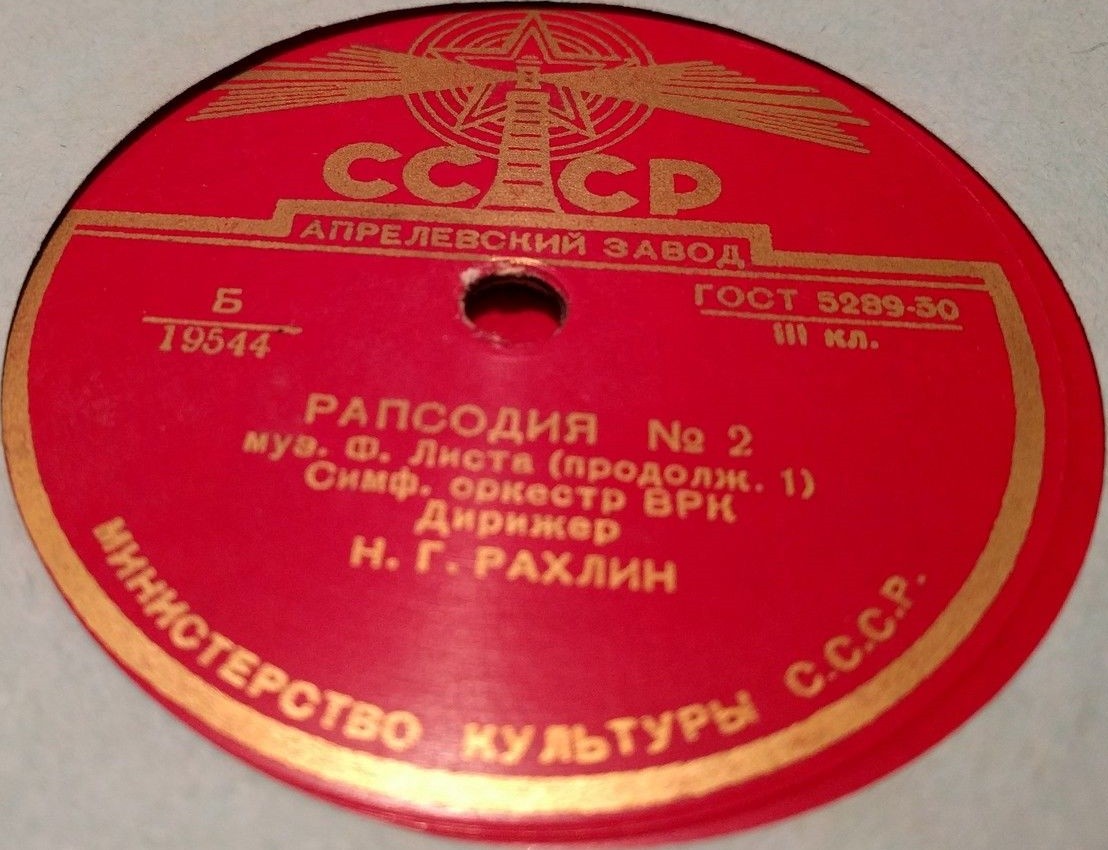 СССР
АПРЕЛЕВСКИЙ ЗАВОД
Б
19544
ГОСТ 5289-50
III кл.
РАПСОДИЯ № 2
муз. Ф. Листа (продолж. 1)
Симф. оркестр ВРК
Дирижер
Н. Г. РАХЛИН
МИНИСТЕРСТВО КУЛЬТУРЫ С.С.С.Р.